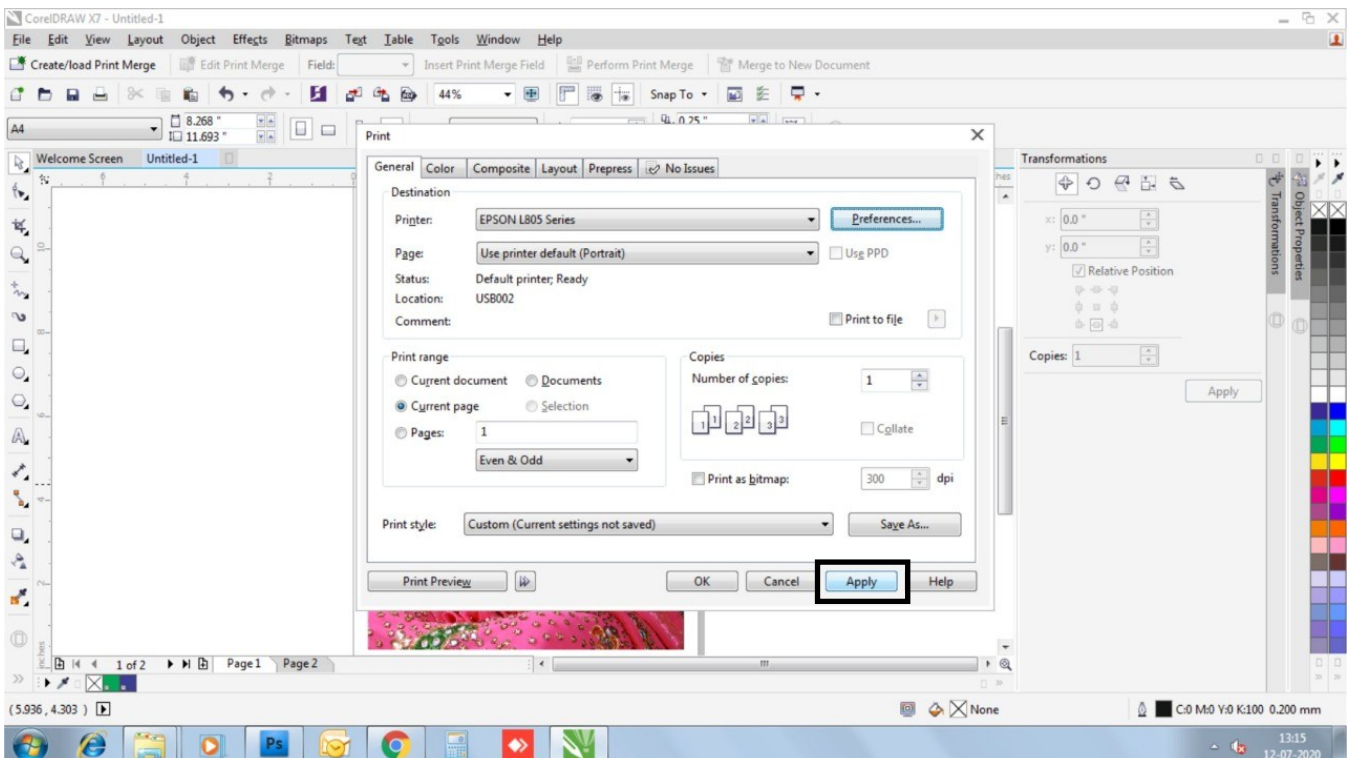 CorelDRAW X7 - Untitled-1
File Edit View Layout Object Effects Bitmaps Text Table Tools Window Help
Create/load Print Merge Edit Print Merge Field: Insert Print Merge Field Perform Print Merge Merge to New Document
44% Snap To
A4 8.268 " 0.25 "
11.693 "
Print
Welcome Screen Untitled-1
General Color Composite Layout Prepress No Issues
Destination
Printer: EPSON L805 Series Preferences...
Page: Use printer default (Portrait) Use PPD
Status: Default printer; Ready
Location: USB002
Comment: Print to file
Print range
Current document Documents
Current page Selection
Pages: 1
Even & Odd
Copies
Number of copies: 1
1 1 2 2 3 3
Collate
Print as bitmap: 300 dpi
Print style: Custom (Current settings not saved) Save As...
Print Preview OK Cancel Apply Help
Transformations
x: 0.0 "
y: 0.0 "
Relative Position
Copies: 1
Apply
Transformations
Object Properties
inches
1 of 2 Page 1 Page 2
( 5.936 , 4.303 ) None C:0 M:0 Y:0 K:100 0.200 mm
Ps
13:15
12-07-2020